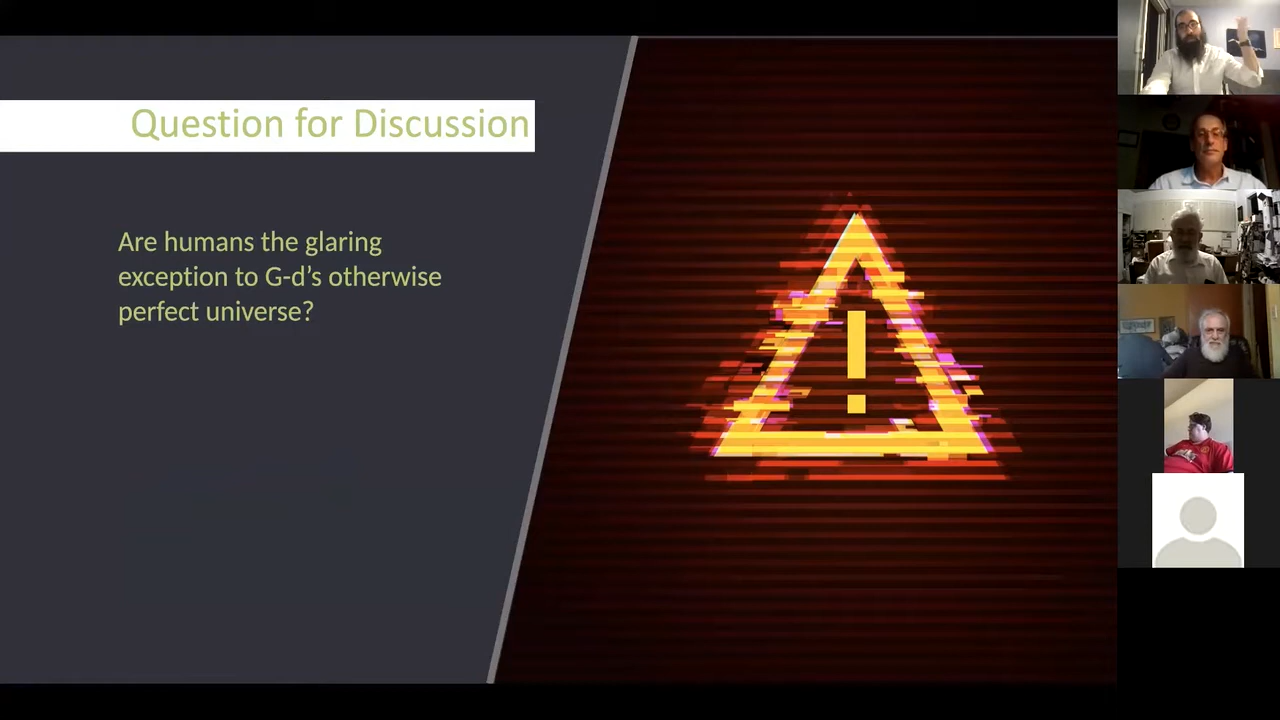 Question for Discussion
Are humans the glaring
exception to G-d’s otherwise
perfect universe?
!